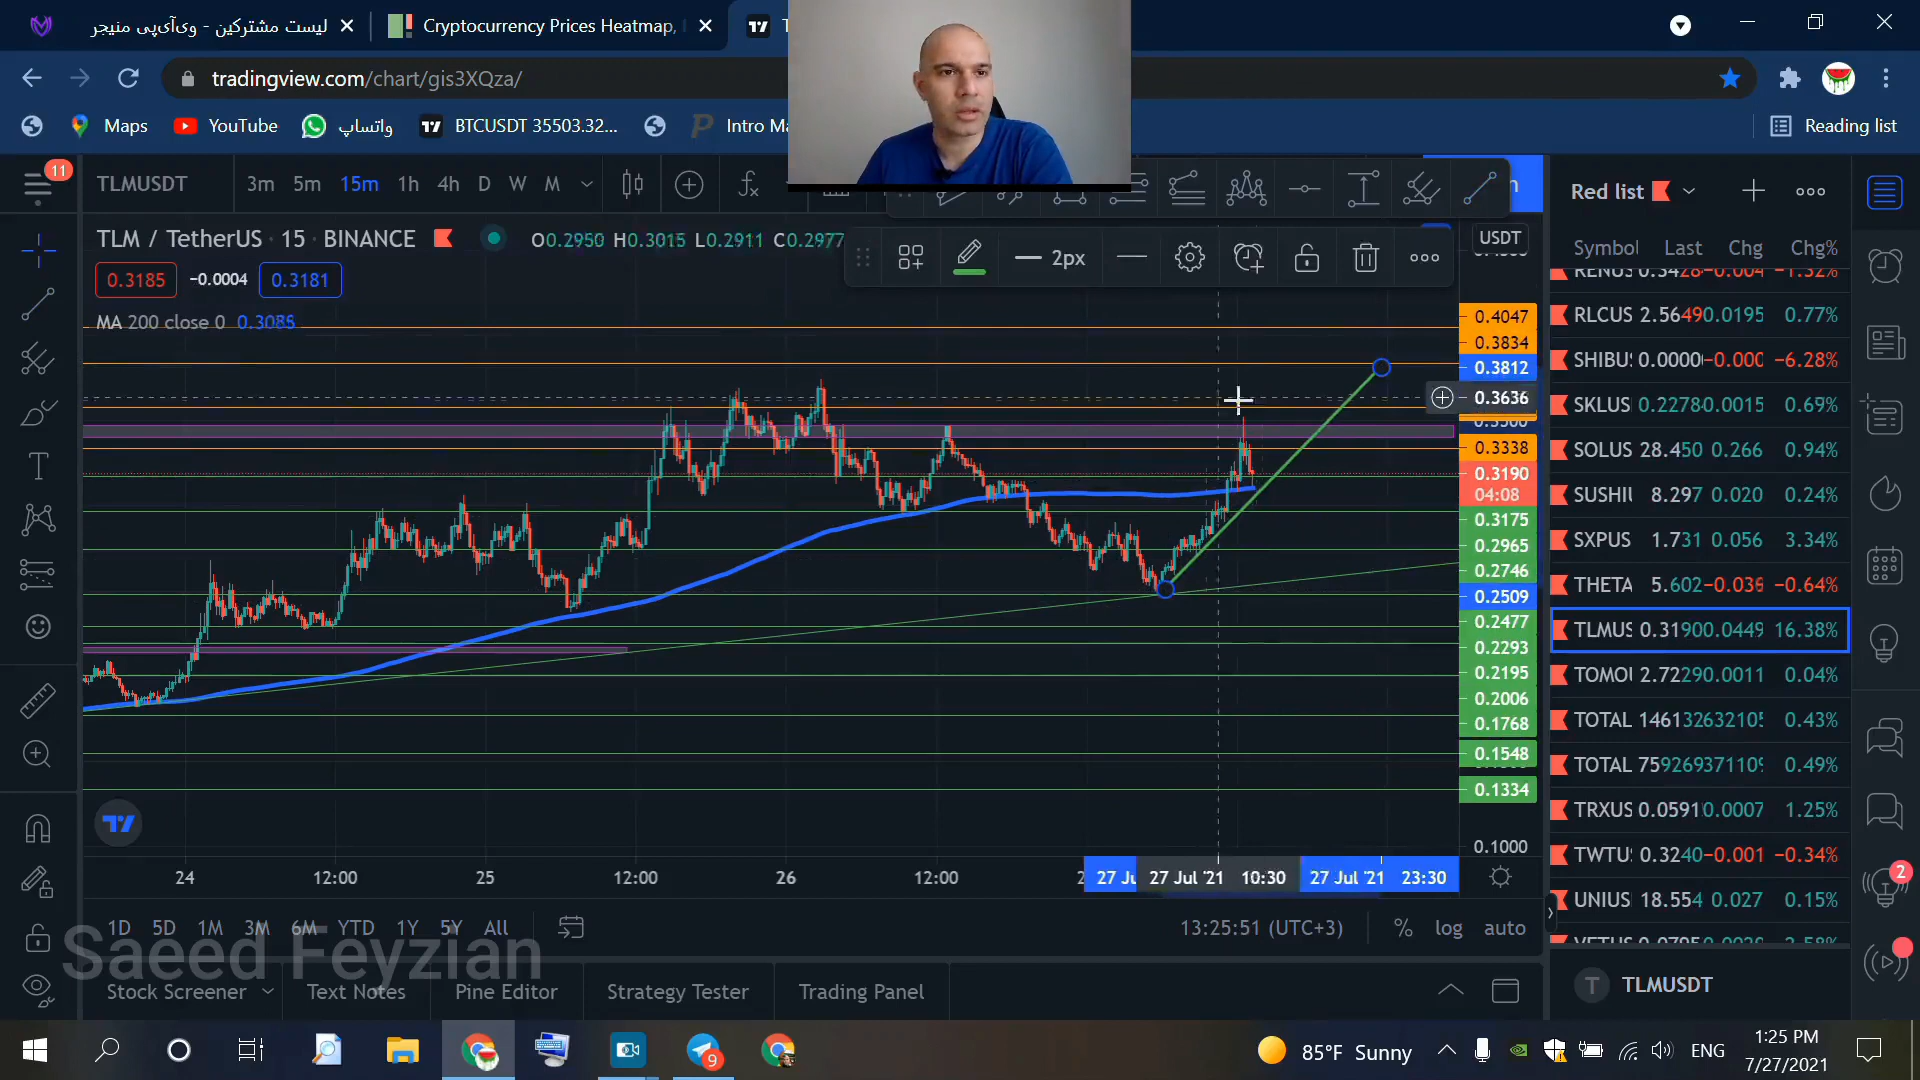 لیست مشترکین - وی‌آی‌پی منیجر
Cryptocurrency Prices Heatmap,
tradingview.com/chart/gis3XQza/
Maps YouTube واتساپ BTCUSDT 35503.32... Intro Ma Reading list
11
TLMUSDT 3m 5m 15m 1h 4h D W M
TLM / TetherUS · 15 · BINANCE O0.2950 H0.3015 L0.2911 C0.2977
0.3185 −0.0004 0.3181
MA 200 close 0 0.3085
2px
USDT
0.4047
0.3834
0.3812
0.3636
0.3338
0.3190
04:08
0.3175
0.2965
0.2746
0.2509
0.2477
0.2293
0.2195
0.2006
0.1768
0.1548
0.1334
0.1000
24 12:00 25 12:00 26 12:00 27 Ju 27 Jul '21 10:30 27 Jul '21 23:30
1D 5D 1M 3M 6M YTD 1Y 5Y All
13:25:51 (UTC+3) % log auto
Saeed Feyzian
Stock Screener Text Notes Pine Editor Strategy Tester Trading Panel
Red list
Symbol Last Chg Chg%
RLCUS 2.5649 0.0195 0.77%
SHIBU 0.0000 −0.000 −6.28%
SKLUS 0.2278 0.0015 0.69%
SOLUS 28.450 0.266 0.94%
SUSHI 8.297 0.020 0.24%
SXPUS 1.731 0.056 3.34%
THETA 5.602 −0.036 −0.64%
TLMUS 0.3190 0.0449 16.38%
TOMO 2.7229 0.0011 0.04%
TOTAL 146132632105 0.43%
TOTAL 75926937109 0.49%
TRXUS 0.0591 0.0007 1.25%
TWTU 0.3240 −0.001 −0.34%
UNIUS 18.554 0.027 0.15%
T TLMUSDT
2
9
85°F Sunny
ENG
1:25 PM
7/27/2021